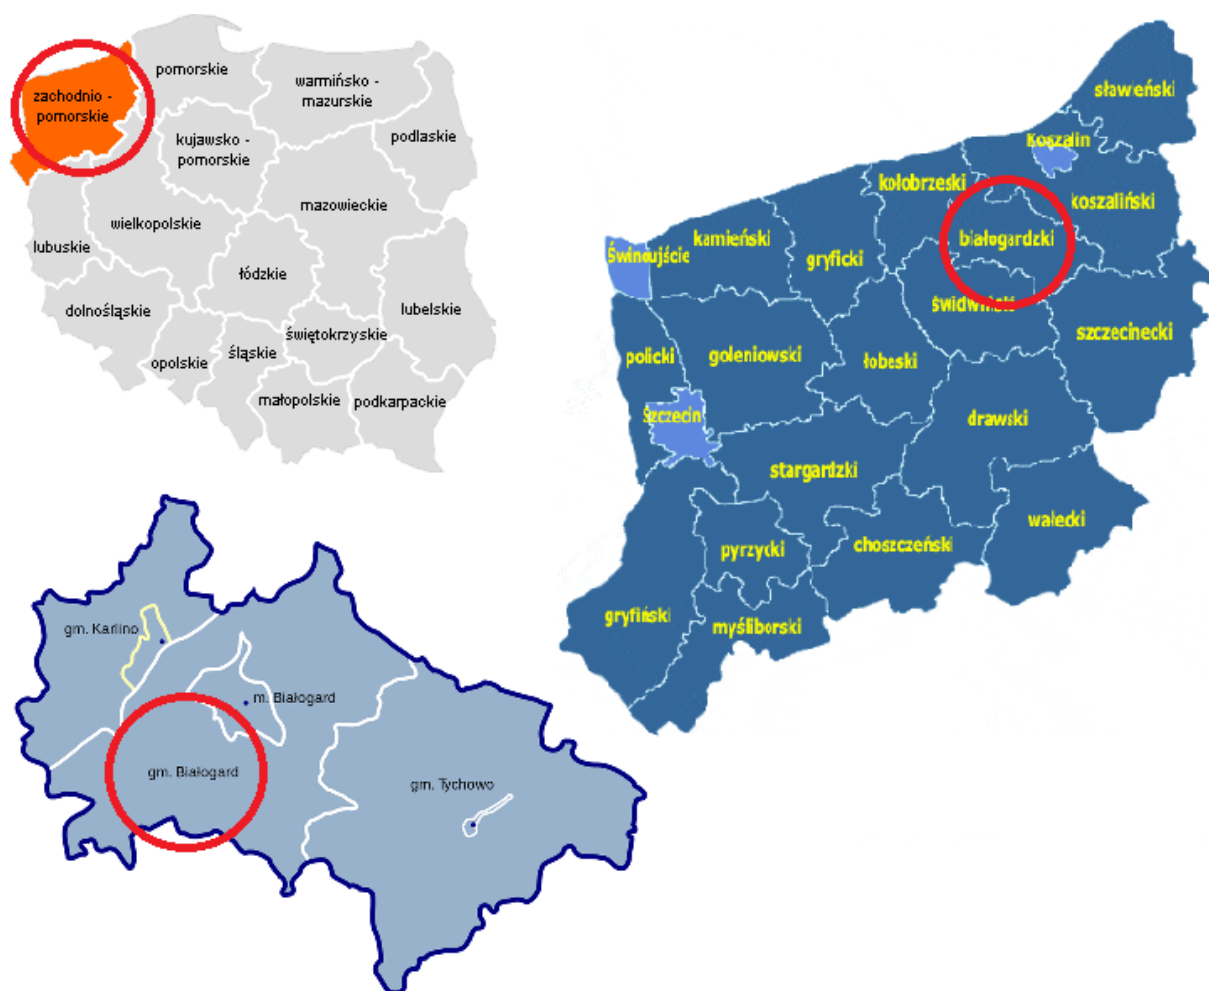 pomorskie
warmińsko -
mazurskie
zachodnio -
pomorskie
podlaskie
kujawsko -
pomorskie
mazowieckie
wielkopolskie
lubuskie
łódzkie
dolnośląskie
lubelskie
świętokrzyskie
śląskie
opolskie
małopolskie
podkarpackie
sławieński
Koszalin
kołobrzeski
koszaliński
kamieński
białogardzki
Świnoujście
gryficki
świdwiński
szczecinecki
policki
goleniowski
łobeski
Szczecin
drawski
stargardzki
wałecki
pyrzycki
choszczeński
gryfiński
myśliborski
gm. Karlino
m. Białogard
gm. Białogard
gm. Tychowo